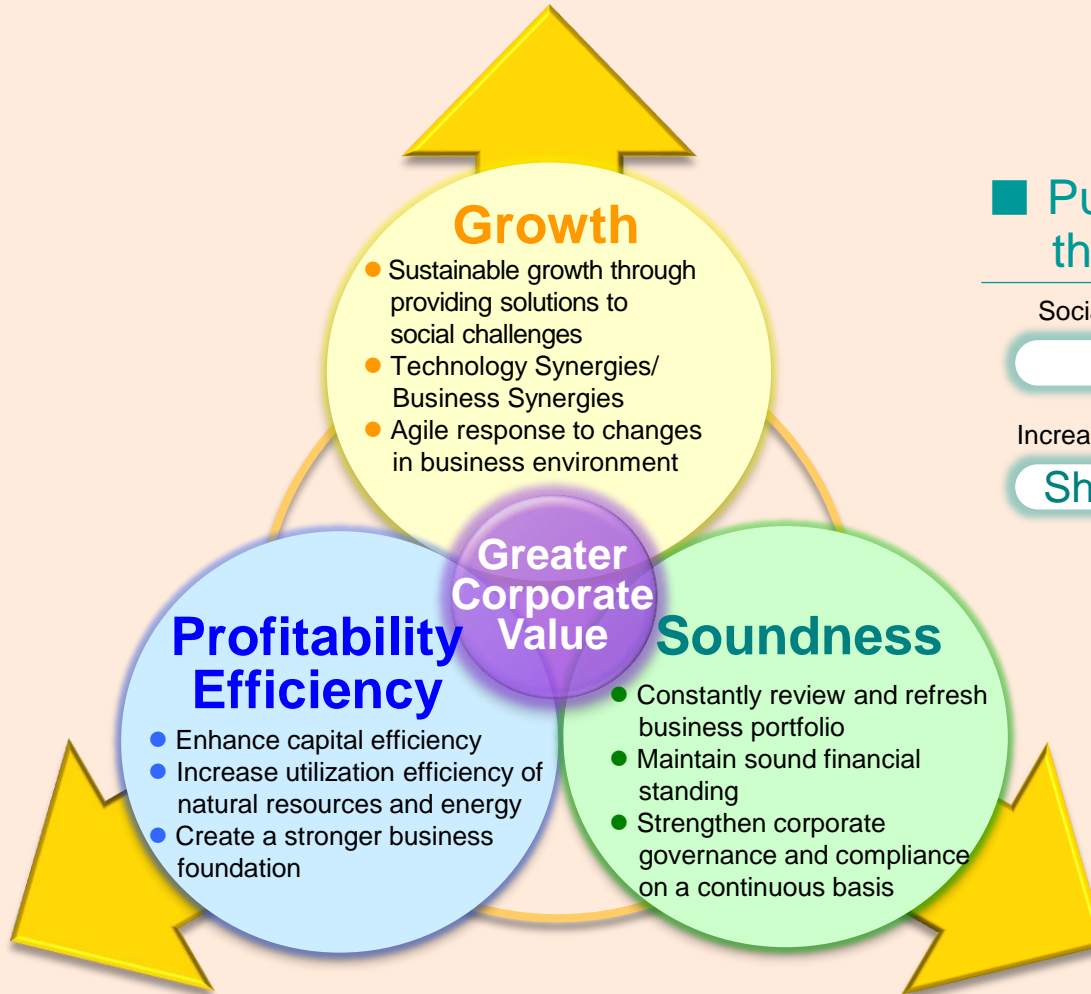 Growth
● Sustainable growth through
providing solutions to
social challenges
● Technology Synergies/
Business Synergies
● Agile response to changes
in business environment
Greater
Corporate
Value
Profitability
Efficiency
● Enhance capital efficiency
● Increase utilization efficiency of
natural resources and energy
● Create a stronger business
foundation
Soundness
● Constantly review and refresh
business portfolio
● Maintain sound financial
standing
● Strengthen corporate
governance and compliance
on a continuous basis